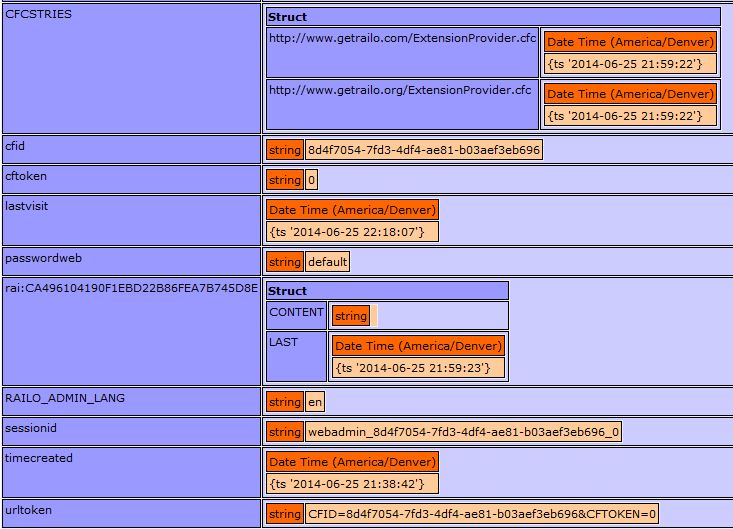 CFCSTRIES
Struct
http://www.getrailo.com/ExtensionProvider.cfc
Date Time (America/Denver)
{ts '2014-06-25 21:59:22'}
http://www.getrailo.org/ExtensionProvider.cfc
Date Time (America/Denver)
{ts '2014-06-25 21:59:22'}
cfid
string 8d4f7054-7fd3-4df4-ae81-b03aef3eb696
cftoken
string 0
lastvisit
Date Time (America/Denver)
{ts '2014-06-25 22:18:07'}
passwordweb
string default
rai:CA496104190F1EBD22B86FEA7B745D8E
Struct
CONTENT
string
LAST
Date Time (America/Denver)
{ts '2014-06-25 21:59:23'}
RAILO_ADMIN_LANG
string en
sessionid
string webadmin_8d4f7054-7fd3-4df4-ae81-b03aef3eb696_0
timecreated
Date Time (America/Denver)
{ts '2014-06-25 21:38:42'}
urltoken
string CFID=8d4f7054-7fd3-4df4-ae81-b03aef3eb696&CFTOKEN=0